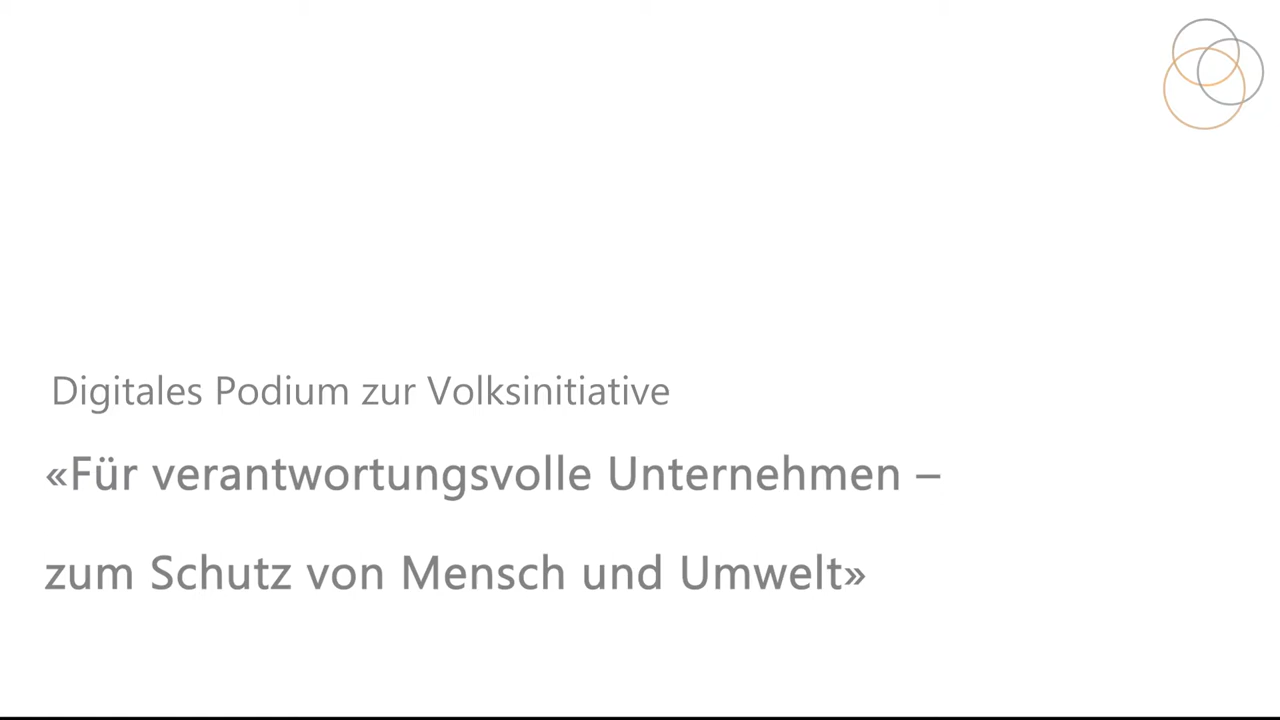 Digitales Podium zur Volksinitiative
«Für verantwortungsvolle Unternehmen –
zum Schutz von Mensch und Umwelt»